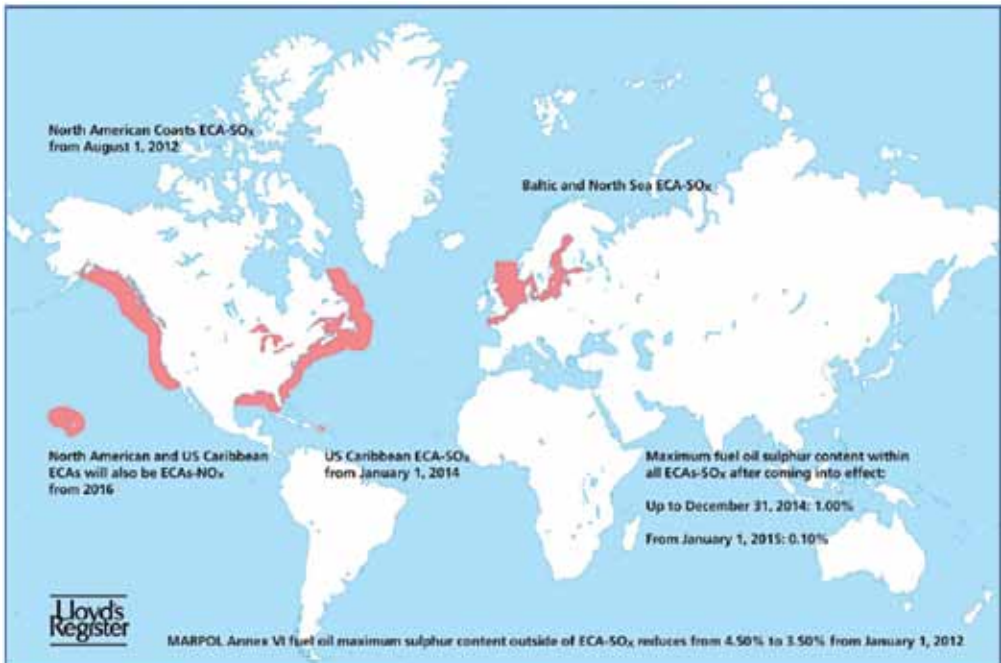 North American Coasts ECA-SOx
from August 1, 2012
Baltic and North Sea ECA-SOx
North American and US Caribbean
ECAs will also be ECAs-NOx
from 2016
US Caribbean ECA-SOx
from January 1, 2014
Maximum fuel oil sulphur content within
all ECAs-SOx after coming into effect:
Up to December 31, 2014: 1.00%
From January 1, 2015: 0.10%
Lloyd's
Register
MARPOL Annex VI fuel oil maximum sulphur content outside of ECA-SOx reduces from 4.50% to 3.50% from January 1, 2012